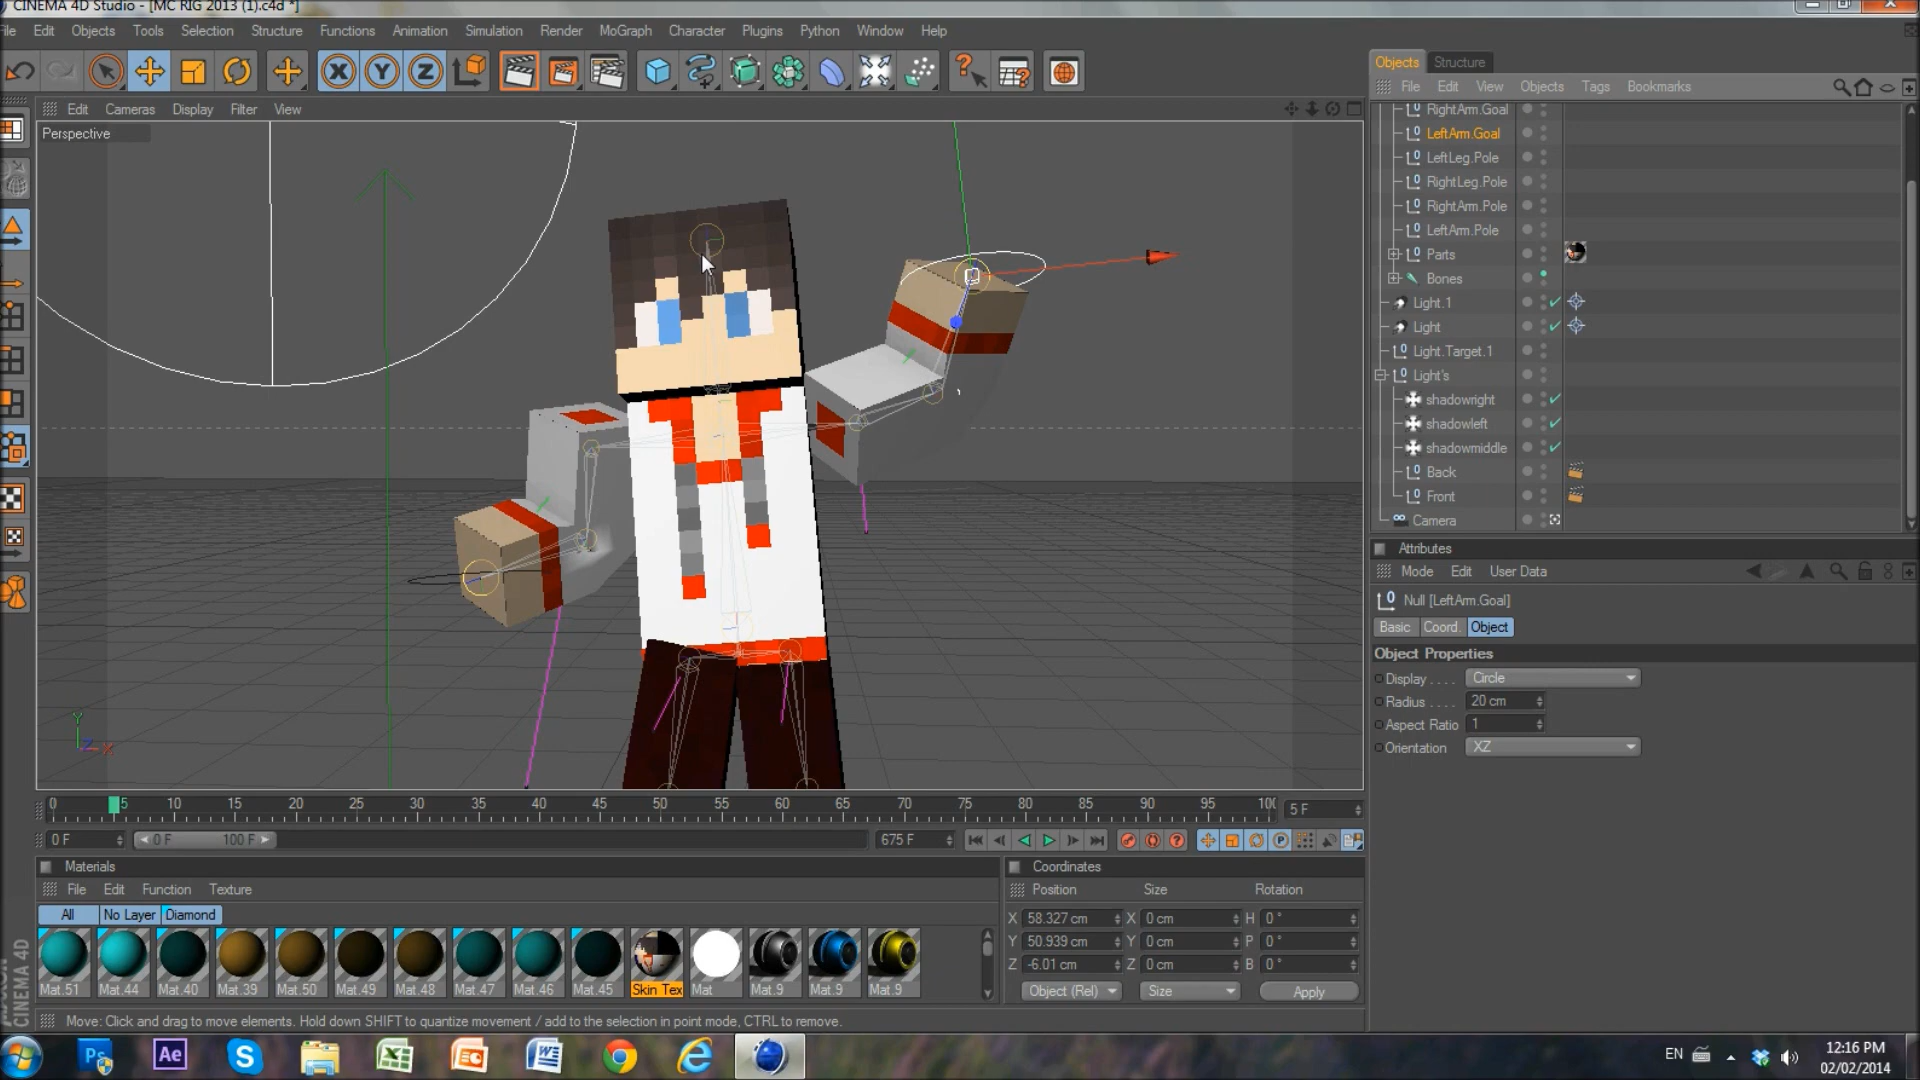 CINEMA 4D Studio - [MC RIG 2013 (1).c4d *]
File Edit Objects Tools Selection Structure Functions Animation Simulation Render MoGraph Character Plugins Python Window Help
Edit Cameras Display Filter View
Perspective
Y Z X
0 5 10 15 20 25 30 35 40 45 50 55 60 65 70 75 80 85 90 95 100
5 F
0 F
0 F 100 F
675 F
Materials
File Edit Function Texture
All No Layer Diamond
Mat.51 Mat.44 Mat.40 Mat.39 Mat.50 Mat.49 Mat.48 Mat.47 Mat.46 Mat.45 Skin Tex Mat Mat.9 Mat.9 Mat.9
CINEMA 4D
Coordinates
Position Size Rotation
X 58.327 cm X 0 cm H 0 °
Y 50.939 cm Y 0 cm P 0 °
Z -6.01 cm Z 0 cm B 0 °
Object (Rel) Size Apply
Move: Click and drag to move elements. Hold down SHIFT to quantize movement / add to the selection in point mode, CTRL to remove.
Objects Structure
File Edit View Objects Tags Bookmarks
RightArm.Goal
LeftArm.Goal
LeftLeg.Pole
RightLeg.Pole
RightArm.Pole
LeftArm.Pole
Parts
Bones
Light.1
Light
Light.Target.1
Light's
shadowright
shadowleft
shadowmiddle
Back
Front
Camera
Attributes
Mode Edit User Data
Null [LeftArm.Goal]
Basic Coord. Object
Object Properties
Display . . . . Circle
Radius . . . . 20 cm
Aspect Ratio 1
Orientation XZ
Ps Ae
EN
12:16 PM
02/02/2014